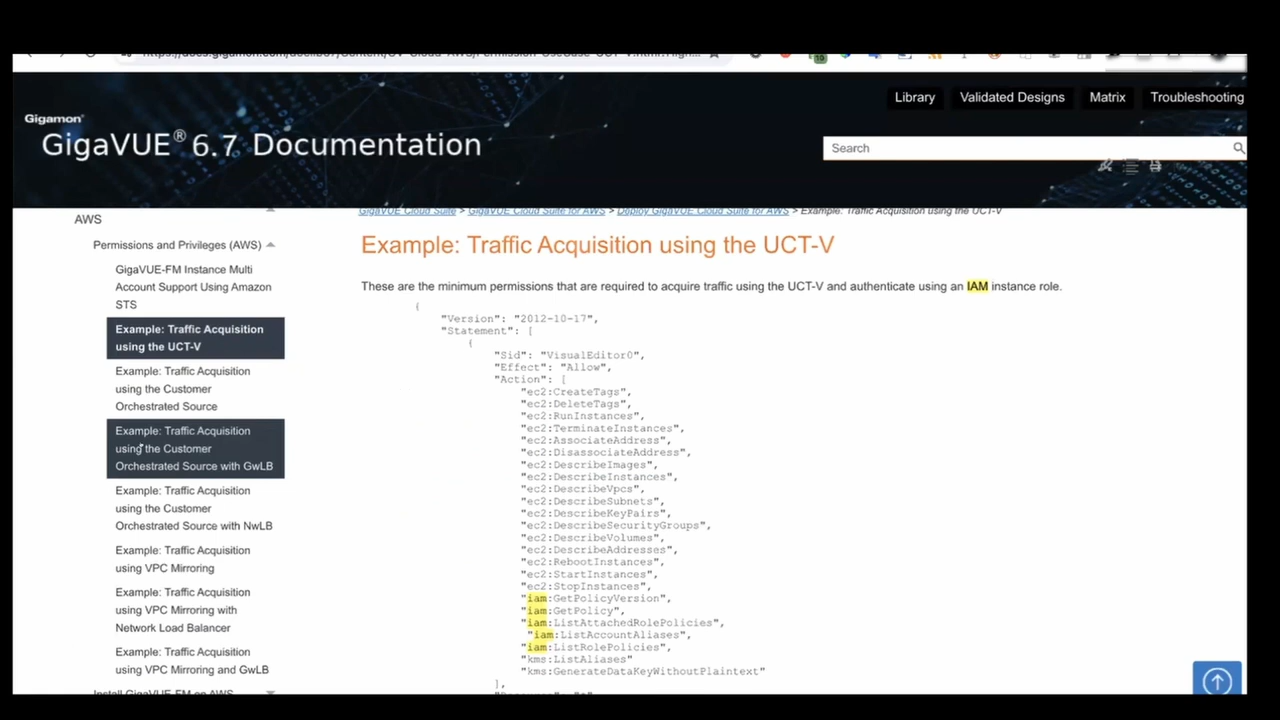 Library
Validated Designs
Matrix
Troubleshooting
Gigamon®
GigaVUE® 6.7 Documentation
Search
AWS
Permissions and Privileges (AWS)
GigaVUE-FM Instance Multi
Account Support Using Amazon
STS
Example: Traffic Acquisition
using the UCT-V
Example: Traffic Acquisition
using the Customer
Orchestrated Source
Example: Traffic Acquisition
using the Customer
Orchestrated Source with GwLB
Example: Traffic Acquisition
using the Customer
Orchestrated Source with NwLB
Example: Traffic Acquisition
using VPC Mirroring
Example: Traffic Acquisition
using VPC Mirroring with
Network Load Balancer
Example: Traffic Acquisition
using VPC Mirroring and GwLB
Install GigaVUE-FM on AWS
GigaVUE Cloud Suite > GigaVUE Cloud Suite for AWS > Deploy GigaVUE Cloud Suite for AWS > Example: Traffic Acquisition using the UCT-V
Example: Traffic Acquisition using the UCT-V
These are the minimum permissions that are required to acquire traffic using the UCT-V and authenticate using an IAM instance role.
{
"Version": "2012-10-17",
"Statement": [
{
"Sid": "VisualEditor0",
"Effect": "Allow",
"Action": [
"ec2:CreateTags",
"ec2:DeleteTags",
"ec2:RunInstances",
"ec2:TerminateInstances",
"ec2:AssociateAddress",
"ec2:DisassociateAddress",
"ec2:DescribeImages",
"ec2:DescribeInstances",
"ec2:DescribeVpcs",
"ec2:DescribeSubnets",
"ec2:DescribeKeyPairs",
"ec2:DescribeSecurityGroups",
"ec2:DescribeVolumes",
"ec2:DescribeAddresses",
"ec2:RebootInstances",
"ec2:StartInstances",
"ec2:StopInstances",
"iam:GetPolicyVersion",
"iam:GetPolicy",
"iam:ListAttachedRolePolicies",
"iam:ListAccountAliases",
"iam:ListRolePolicies",
"kms:ListAliases"
"kms:GenerateDataKeyWithoutPlaintext"
],